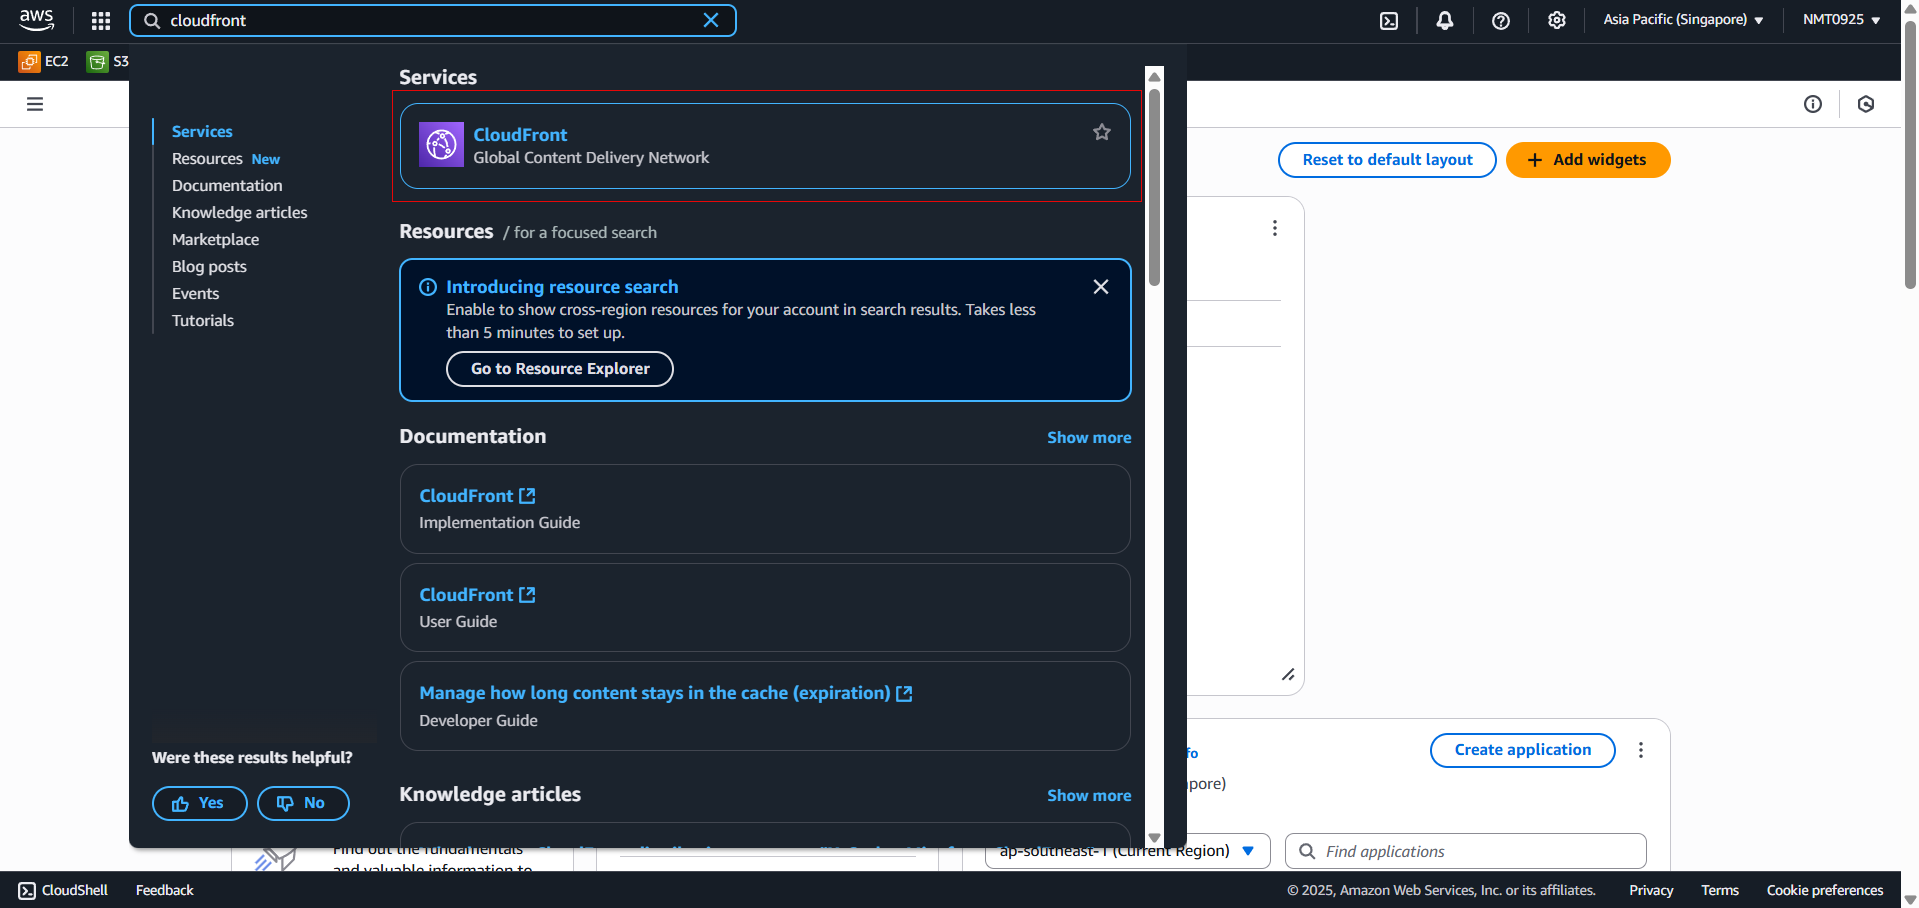 aws
cloudfront
Asia Pacific (Singapore)
NMT0925
EC2
S3
Services
Resources New
Documentation
Knowledge articles
Marketplace
Blog posts
Events
Tutorials
Were these results helpful?
Yes
No
Services
CloudFront
Global Content Delivery Network
Resources / for a focused search
Introducing resource search
Enable to show cross-region resources for your account in search results. Takes less
than 5 minutes to set up.
Go to Resource Explorer
Documentation
Show more
CloudFront
Implementation Guide
CloudFront
User Guide
Manage how long content stays in the cache (expiration)
Developer Guide
Knowledge articles
Show more
Reset to default layout
Add widgets
fo
Create application
pore)
ap-southeast-1 (Current Region)
Find applications
Find out the fundamentals
and valuable information to
CloudShell
Feedback
© 2025, Amazon Web Services, Inc. or its affiliates.
Privacy
Terms
Cookie preferences